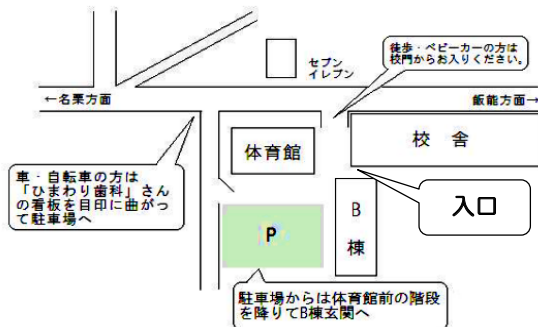 セブン
イレブン
徒歩・ベビーカーの方は
校門からお入りください。
←名栗方面
飯能方面→
体育館
校 舎
車・自転車の方は
「ひまわり歯科」さん
の看板を目印に曲がっ
て駐車場へ
B
棟
入口
P
駐車場からは体育館前の階段
を降りてB棟玄関へ